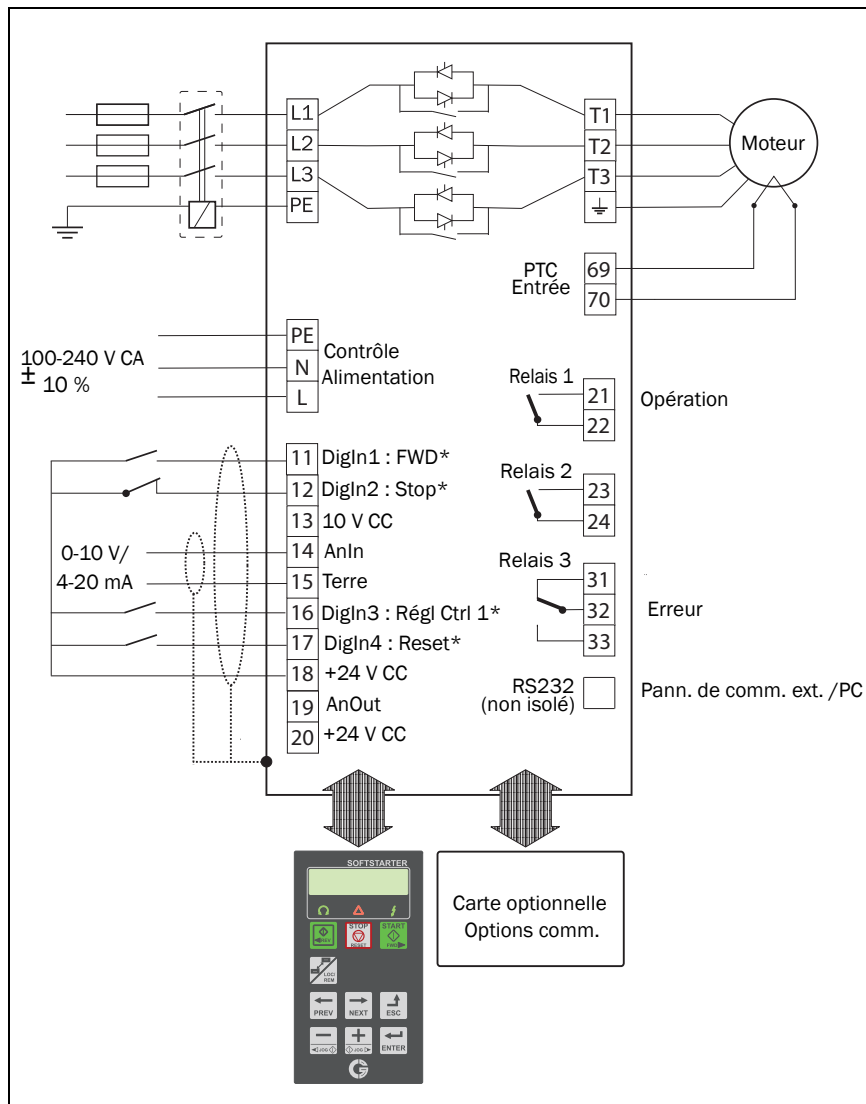 L1
L2
L3
PE
T1
T2
T3
Moteur
PTC
Entrée
69
70
100-240 V CA
± 10 %
PE
N
L
Contrôle
Alimentation
Relais 1
21
22
Opération
Relais 2
23
24
Relais 3
31
32
33
Erreur
RS232
(non isolé)
Pann. de comm. ext. /PC
0-10 V/
4-20 mA
11 DigIn1 : FWD*
12 DigIn2 : Stop*
13 10 V CC
14 AnIn
15 Terre
16 DigIn3 : Régl Ctrl 1*
17 DigIn4 : Reset*
18 +24 V CC
19 AnOut
20 +24 V CC
SOFTSTARTER
REV
STOP
RESET
START
FWD
LOC/
REM
PREV
NEXT
ESC
JOG
JOG
ENTER
Carte optionnelle
Options comm.